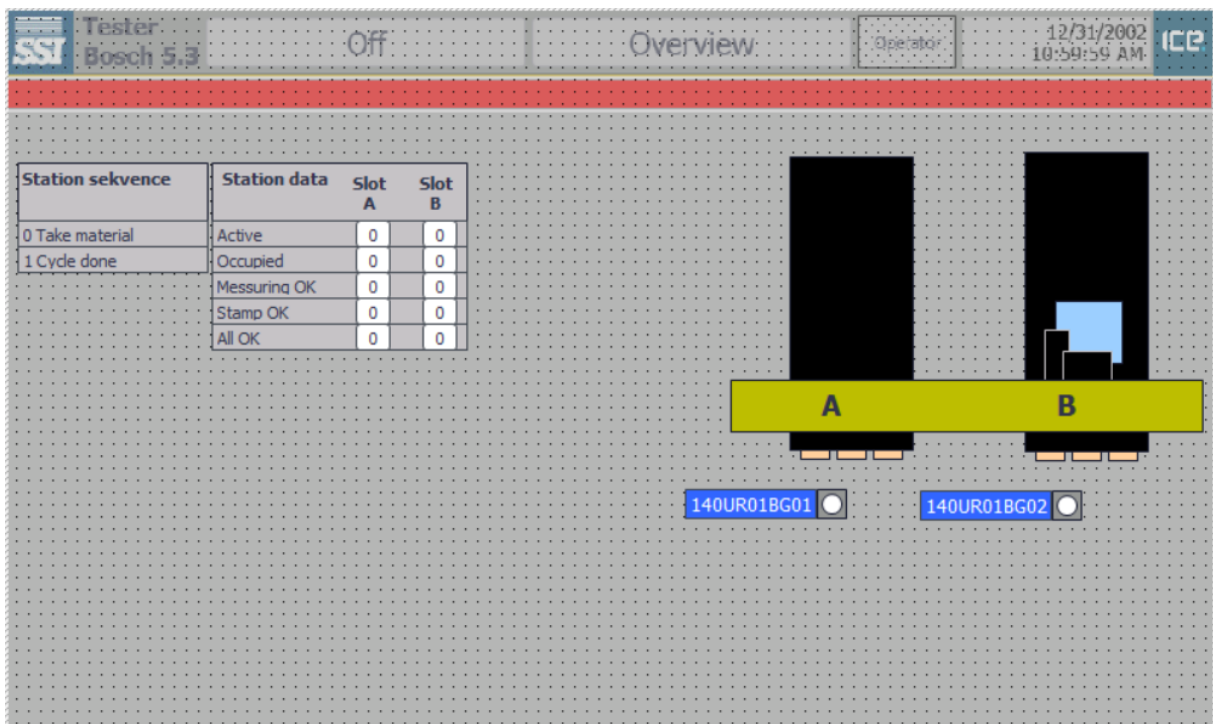 SST
Tester
Bosch 5.3
Off
Overview
Operator
12/31/2002
10:59:59 AM
ICE
Station sekvence
0 Take material
1 Cycle done
Station data Slot A Slot B
Active 0 0
Occupied 0 0
Messuring OK 0 0
Stamp OK 0 0
All OK 0 0
A
B
140UR01BG01
140UR01BG02